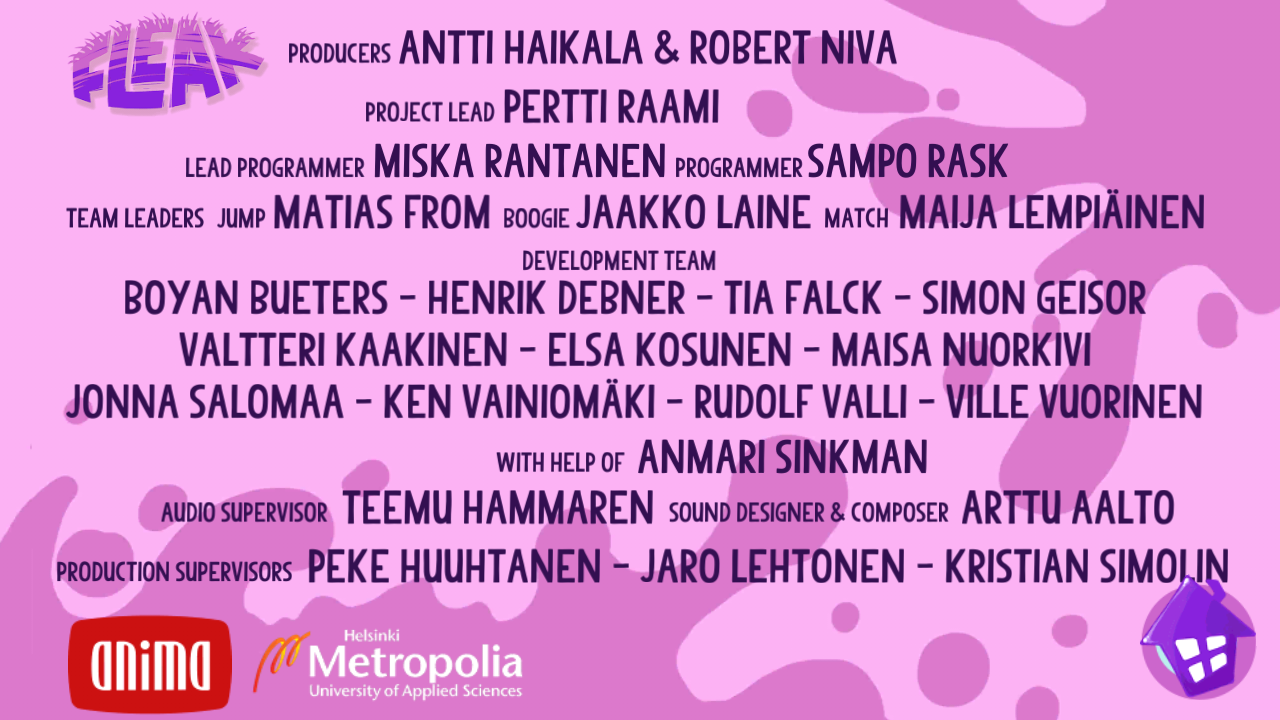 FLEAK
PRODUCERS ANTTI HAIKALA & ROBERT NIVA
PROJECT LEAD PERTTI RAAMI
LEAD PROGRAMMER MISKA RANTANEN PROGRAMMER SAMPO RASK
TEAM LEADERS JUMP MATIAS FROM BOOGIE JAAKKO LAINE MATCH MAIJA LEMPIÄINEN
DEVELOPMENT TEAM
BOYAN BUETERS - HENRIK DEBNER - TIA FALCK - SIMON GEISOR
VALTTERI KAAKINEN - ELSA KOSUNEN - MAISA NUORKIVI
JONNA SALOMAA - KEN VAINIOMÄKI - RUDOLF VALLI - VILLE VUORINEN
WITH HELP OF ANMARI SINKMAN
AUDIO SUPERVISOR TEEMU HAMMAREN SOUND DESIGNER & COMPOSER ARTTU AALTO
PRODUCTION SUPERVISORS PEKE HUUHTANEN - JARO LEHTONEN - KRISTIAN SIMOLIN
anima
Helsinki
Metropolia
University of Applied Sciences